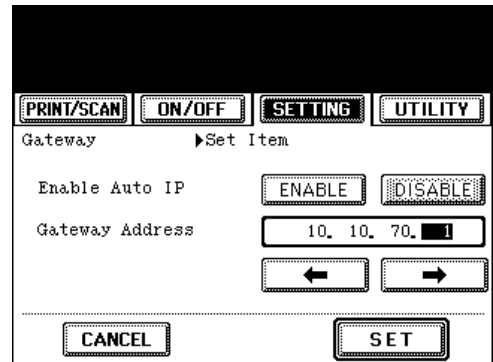 PRINT/SCAN ON/OFF SETTING UTILITY
Gateway ▶Set Item
Enable Auto IP ENABLE DISABLE
Gateway Address 10. 10. 70. 1
← →
CANCEL SET